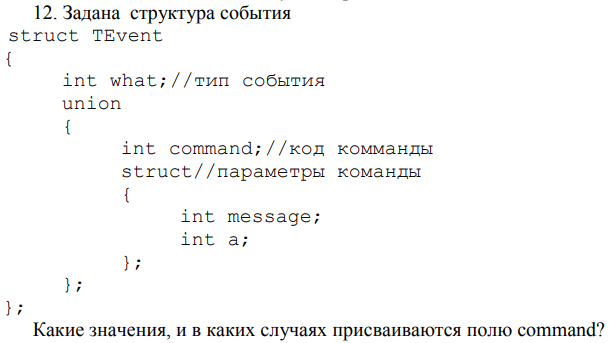 12. Задана структура события
struct TEvent
{
int what;//тип события
union
{
int command;//код комманды
struct//параметры команды
{
int message;
int a;
};
};
};
Какие значения, и в каких случаях присваиваются полю command?